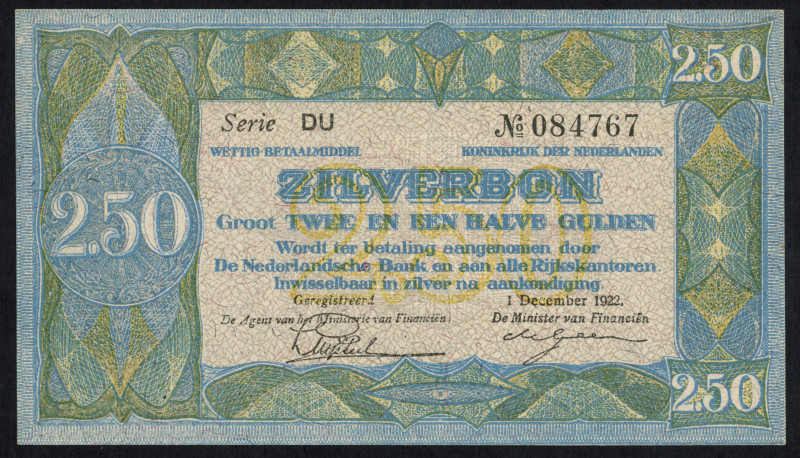 2.50
Serie DU № 084767
WETTIG BETAALMIDDEL KONINKRIJK DER NEDERLANDEN
ZILVERBON
2.50
Groot TWEE EN EEN HALVE GULDEN
2.50
Wordt ter betaling aangenomen door
De Nederlandsche Bank en aan alle Rijkskantoren.
Inwisselbaar in zilver na aankondiging.
Geregistreerd 1 December 1922.
De Agent van het Ministerie van Financiën: De Minister van Financiën
2.50